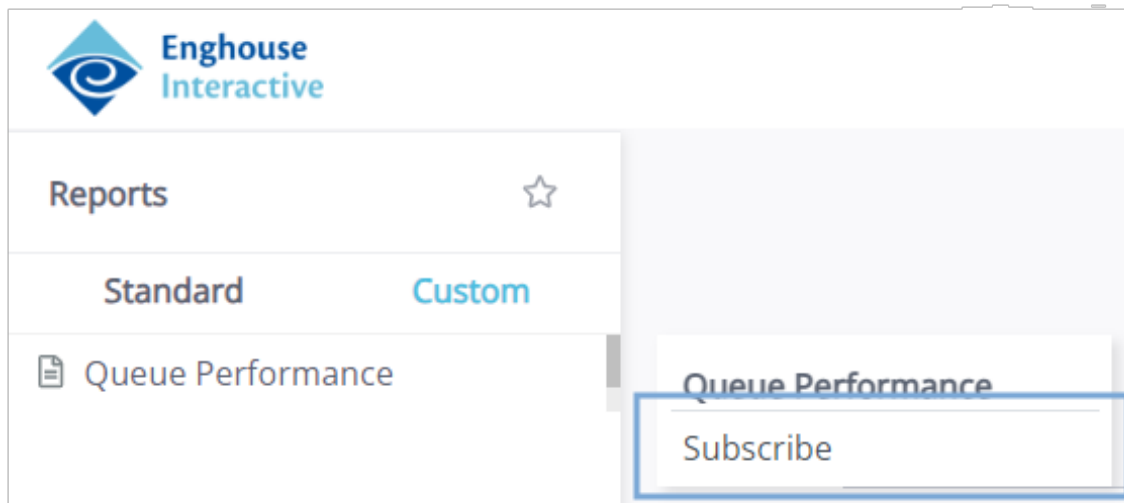 Enghouse
Interactive
Reports
Standard Custom
Queue Performance
Queue Performance
Subscribe